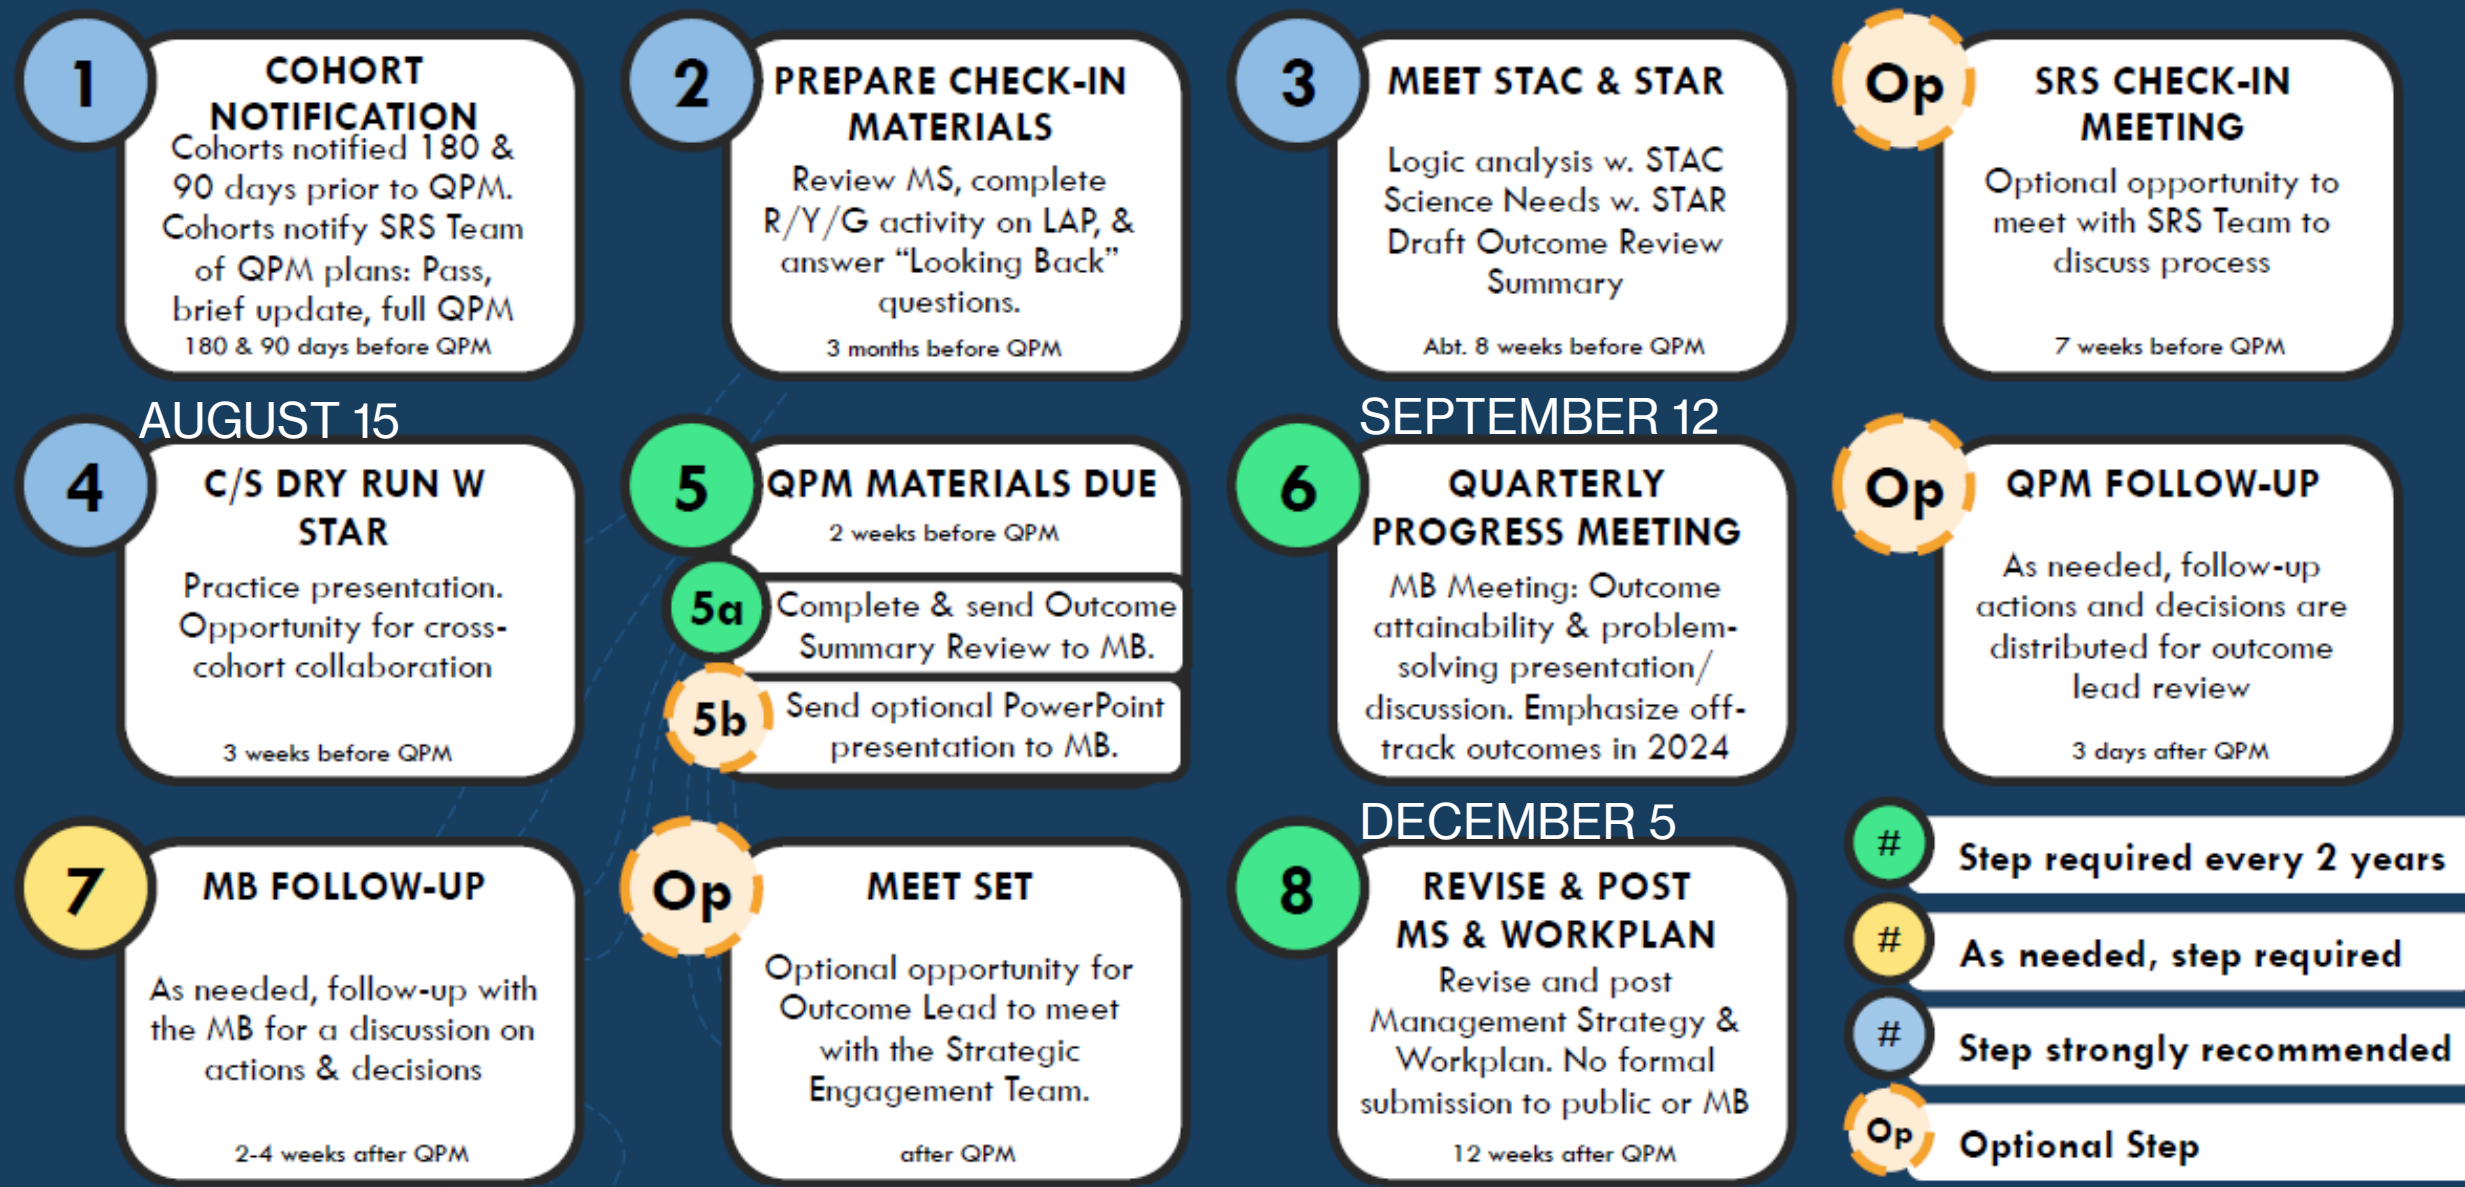 1
COHORT
NOTIFICATION
Cohorts notified 180 &
90 days prior to QPM.
Cohorts notify SRS Team
of QPM plans: Pass,
brief update, full QPM
180 & 90 days before QPM
2
PREPARE CHECK-IN
MATERIALS
Review MS, complete
R/Y/G activity on LAP, &
answer “Looking Back”
questions.
3 months before QPM
3
MEET STAC & STAR
Logic analysis w. STAC
Science Needs w. STAR
Draft Outcome Review
Summary
Abt. 8 weeks before QPM
Op
SRS CHECK-IN
MEETING
Optional opportunity to
meet with SRS Team to
discuss process
7 weeks before QPM
AUGUST 15
4
C/S DRY RUN W
STAR
Practice presentation.
Opportunity for cross-
cohort collaboration
3 weeks before QPM
5
QPM MATERIALS DUE
2 weeks before QPM
5a
Complete & send Outcome
Summary Review to MB.
5b
Send optional PowerPoint
presentation to MB.
SEPTEMBER 12
6
QUARTERLY
PROGRESS MEETING
MB Meeting: Outcome
attainability & problem-
solving presentation/
discussion. Emphasize off-
track outcomes in 2024
Op
QPM FOLLOW-UP
As needed, follow-up
actions and decisions are
distributed for outcome
lead review
3 days after QPM
7
MB FOLLOW-UP
As needed, follow-up with
the MB for a discussion on
actions & decisions
2-4 weeks after QPM
Op
MEET SET
Optional opportunity for
Outcome Lead to meet
with the Strategic
Engagement Team.
after QPM
DECEMBER 5
8
REVISE & POST
MS & WORKPLAN
Revise and post
Management Strategy &
Workplan. No formal
submission to public or MB
12 weeks after QPM
# Step required every 2 years
# As needed, step required
# Step strongly recommended
Op Optional Step